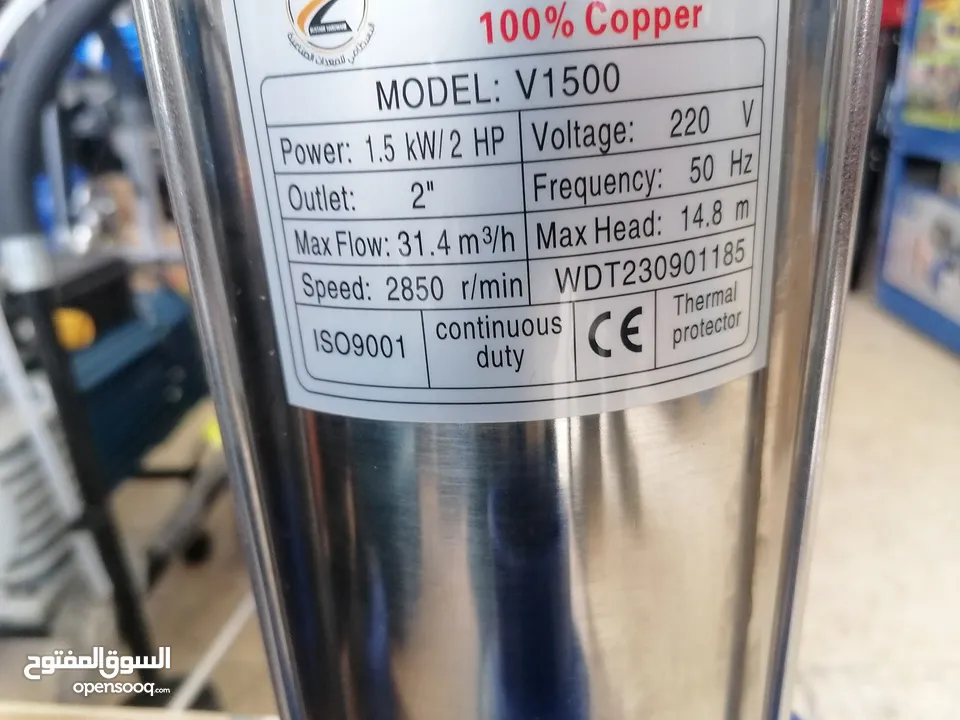 100% Copper
MODEL: V1500
Power: 1.5 kW/2 HP
Voltage: 220 V
Outlet: 2"
Frequency: 50 Hz
Max Flow: 31.4 m³/h
Max Head: 14.8 m
Speed: 2850 r/min
WDT230901185
ISO9001
continuous
duty
CE
Thermal
protector
السوق المفتوح
opensooq.com